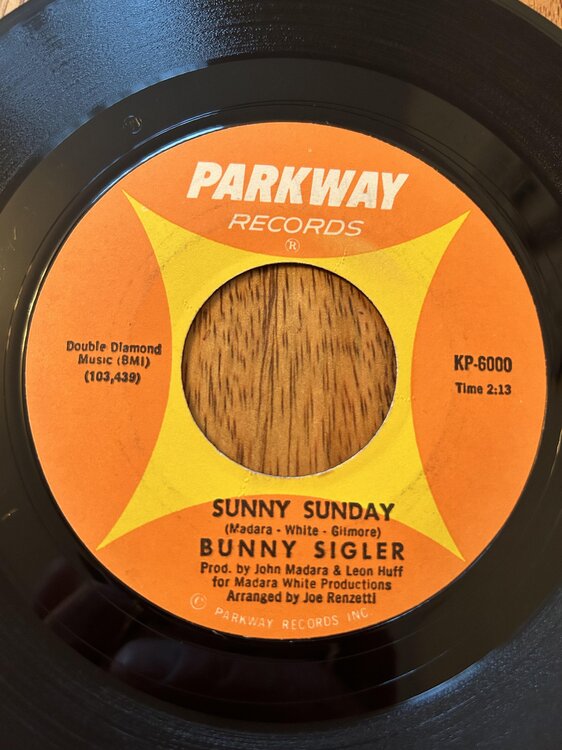 PARKWAY
RECORDS
®
Double Diamond
Music (BMI)
(103,439)
KP-6000
Time 2:13
SUNNY SUNDAY
(Madara - White - Gilmore)
BUNNY SIGLER
Prod. by John Madara & Leon Huff
for Madara White Productions
Arranged by Joe Renzetti
© PARKWAY RECORDS INC.